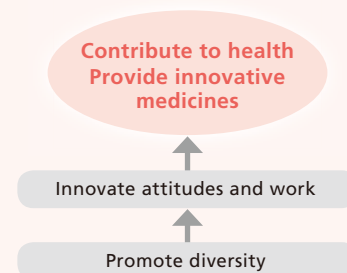 Contribute to health
Provide innovative
medicines
Innovate attitudes and work
Promote diversity